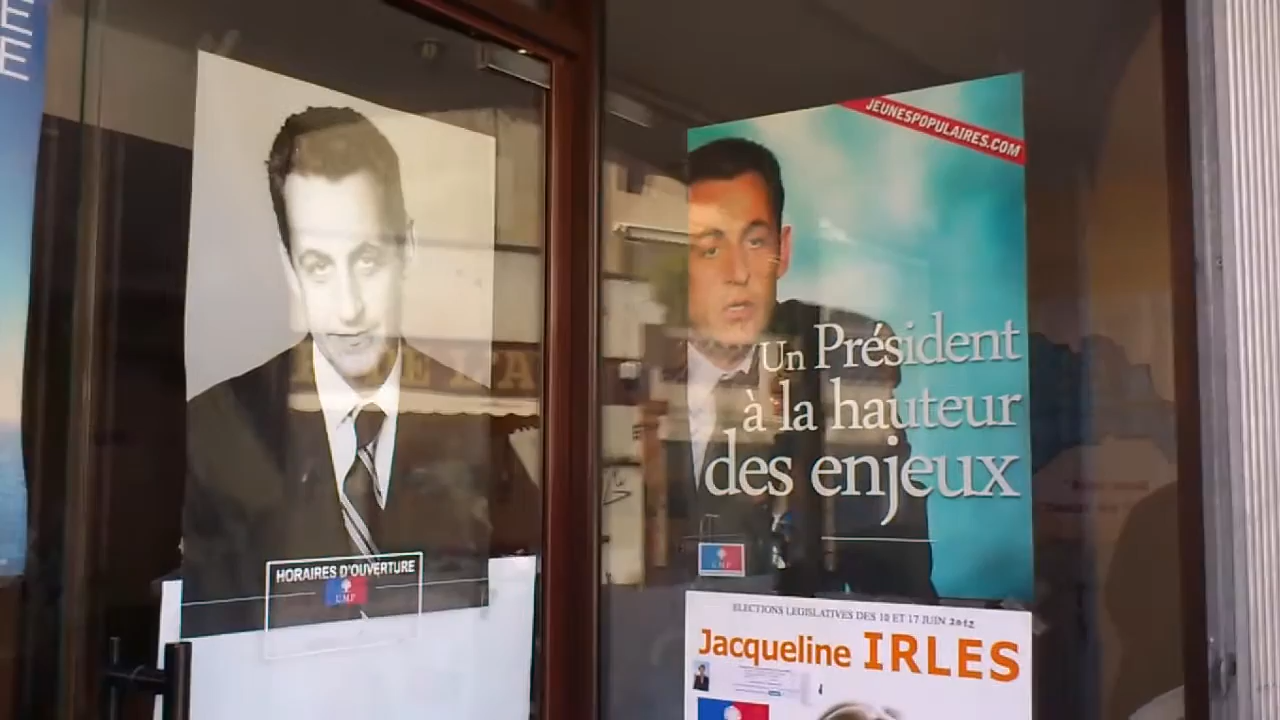 E
E
JEUNESPOPULAIRES.COM
Un Président
à la hauteur
des enjeux
UMP
HORAIRES D'OUVERTURE
UMP
ELECTIONS LEGISLATIVES DES 10 ET 17 JUIN 2012
Jacqueline IRLES